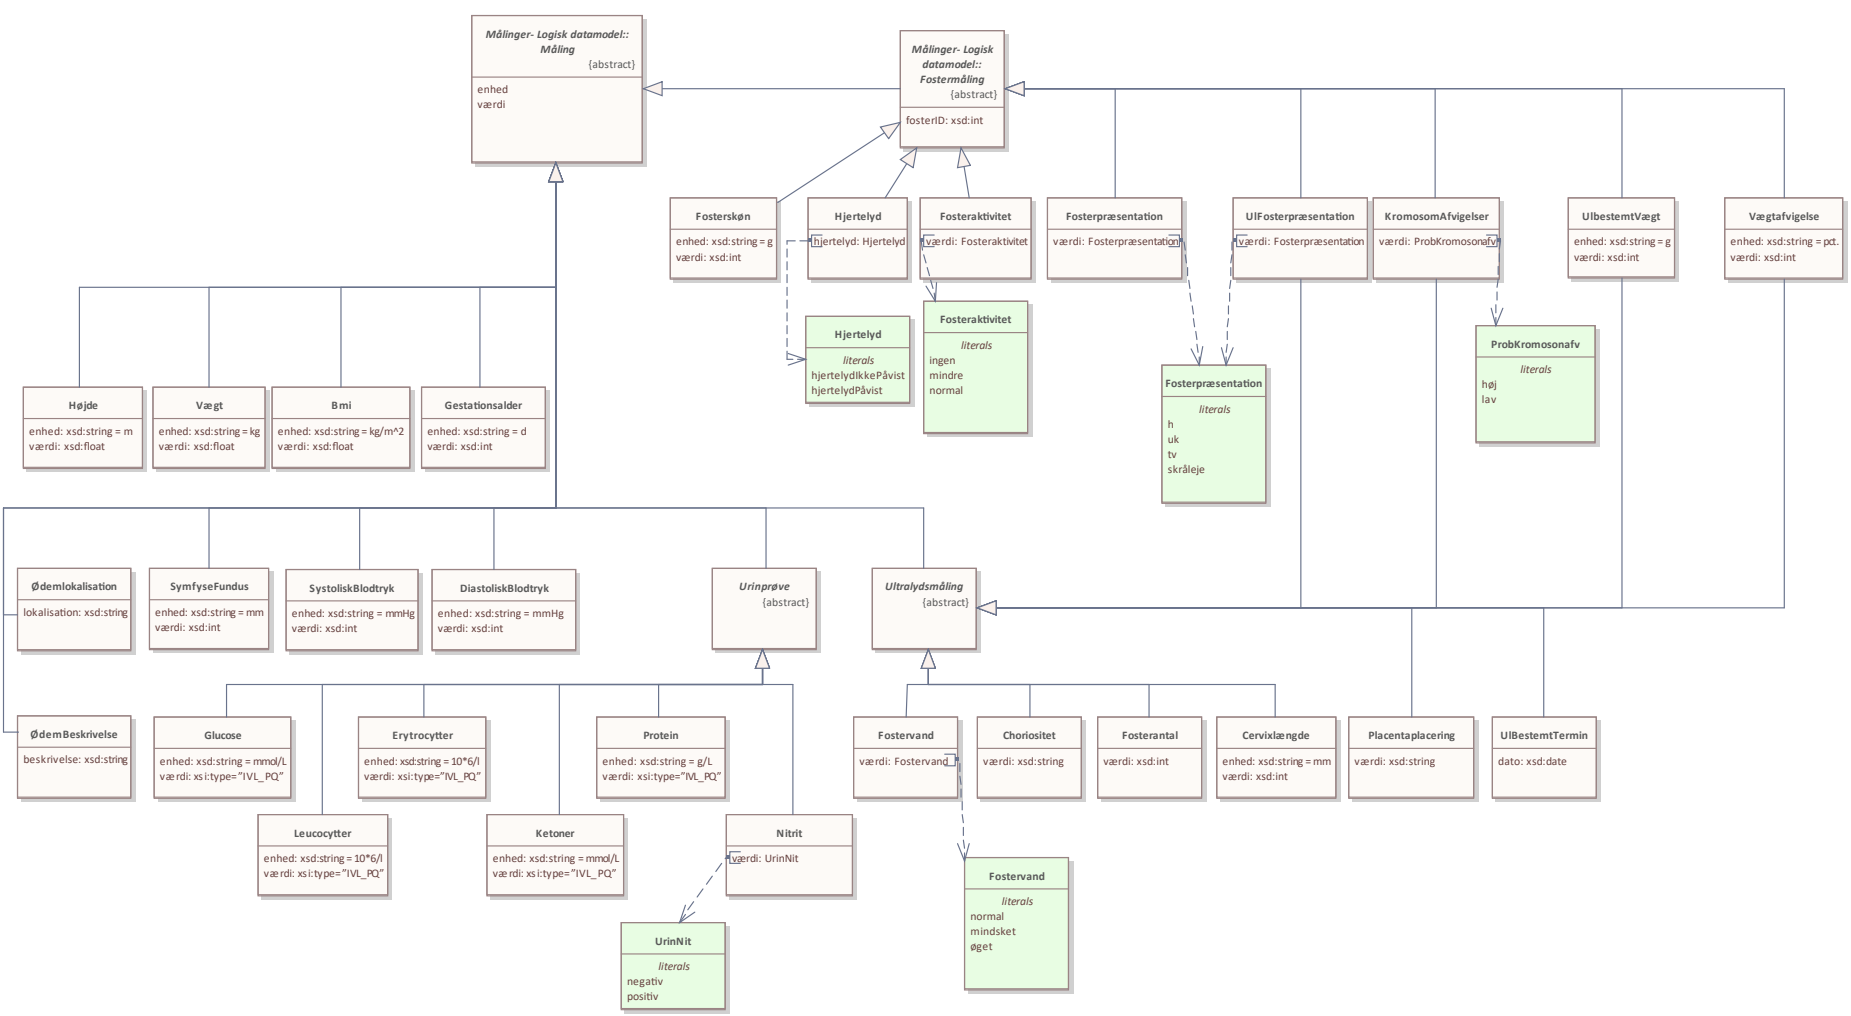 Målinger- Logisk datamodel::
Måling
{abstract}
enhed
værdi
Målinger- Logisk
datamodel::
Fostermåling
{abstract}
fosterID: xsd:int
Fosterskøn
enhed: xsd:string = g
værdi: xsd:int
Hjertelyd
hjertelyd: Hjertelyd
Fosteraktivitet
værdi: Fosteraktivitet
Fosterpræsentation
værdi: Fosterpræsentation
UlFosterpræsentation
værdi: Fosterpræsentation
KromosomAfvigelser
værdi: ProbKromosonafv
UlbestemtVægt
enhed: xsd:string = g
værdi: xsd:int
Vægtafvigelse
enhed: xsd:string = pct.
værdi: xsd:int
Hjertelyd
literals
hjertelydIkkePåvist
hjertelydPåvist
Fosteraktivitet
literals
ingen
mindre
normal
Fosterpræsentation
literals
h
uk
tv
skråleje
ProbKromosonafv
literals
høj
lav
Højde
enhed: xsd:string = m
værdi: xsd:float
Vægt
enhed: xsd:string = kg
værdi: xsd:float
Bmi
enhed: xsd:string = kg/m^2
værdi: xsd:float
Gestationsalder
enhed: xsd:string = d
værdi: xsd:int
Ødemlokalisation
lokalisation: xsd:string
SymfyseFundus
enhed: xsd:string = mm
værdi: xsd:int
SystoliskBlodtryk
enhed: xsd:string = mmHg
værdi: xsd:int
DiastoliskBlodtryk
enhed: xsd:string = mmHg
værdi: xsd:int
Urinprøve
{abstract}
Ultralydsmåling
{abstract}
ØdemBeskrivelse
beskrivelse: xsd:string
Glucose
enhed: xsd:string = mmol/L
værdi: xsi:type="IVL_PQ"
Erytrocytter
enhed: xsd:string = 10*6/l
værdi: xsi:type="IVL_PQ"
Protein
enhed: xsd:string = g/L
værdi: xsi:type="IVL_PQ"
Fostervand
værdi: Fostervand
Choriositet
værdi: xsd:string
Fosterantal
værdi: xsd:int
Cervixlængde
enhed: xsd:string = mm
værdi: xsd:int
Placentaplacering
værdi: xsd:string
UlBestemtTermin
dato: xsd:date
Leucocytter
enhed: xsd:string = 10*6/l
værdi: xsi:type="IVL_PQ"
Ketoner
enhed: xsd:string = mmol/L
værdi: xsi:type="IVL_PQ"
Nitrit
værdi: UrinNit
UrinNit
literals
negativ
positiv
Fostervand
literals
normal
mindsket
øget